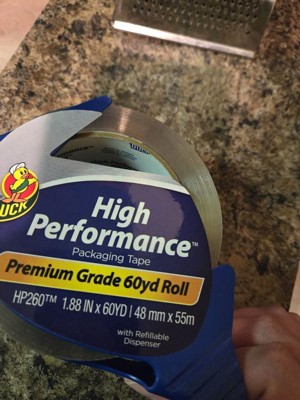 DUCK
High
Performance™
Packaging Tape
Premium Grade 60yd Roll
HP260™ 1.88 IN x 60YD | 48 mm x 55m
with Refillable
Dispenser